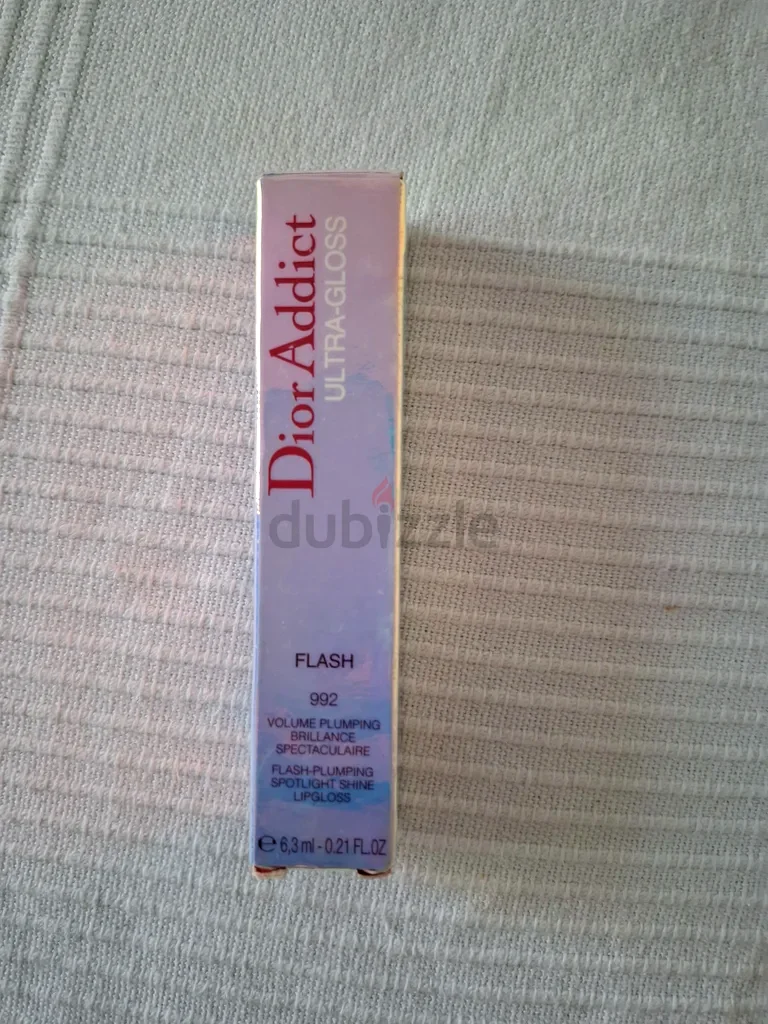 Dior Addict
ULTRA-GLOSS
dubizzle
FLASH
992
VOLUME PLUMPING
BRILLANCE
SPECTACULAIRE
FLASH-PLUMPING
SPOTLIGHT SHINE
LIPGLOSS
℮ 6,3 ml - 0.21 FL.OZ